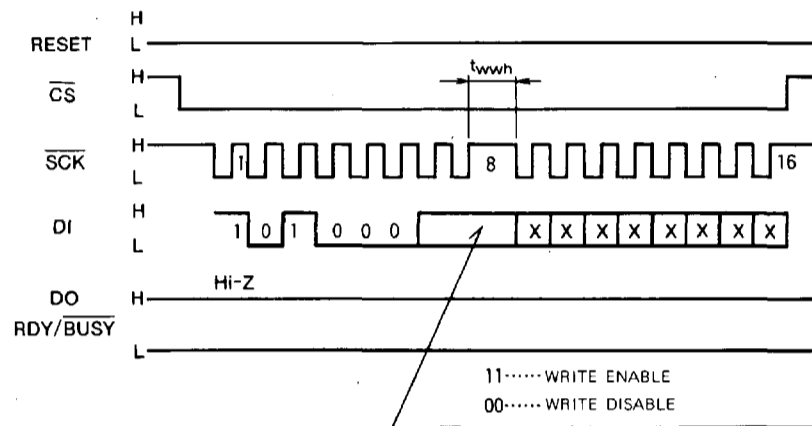 H
RESET L
H
CS
L
twwh
H
SCK 1 8 16
L
H
DI 1 0 1 0 0 0 X X X X X X X X
L
Hi-Z
DO H
RDY/BUSY
L
11······WRITE ENABLE
00······WRITE DISABLE